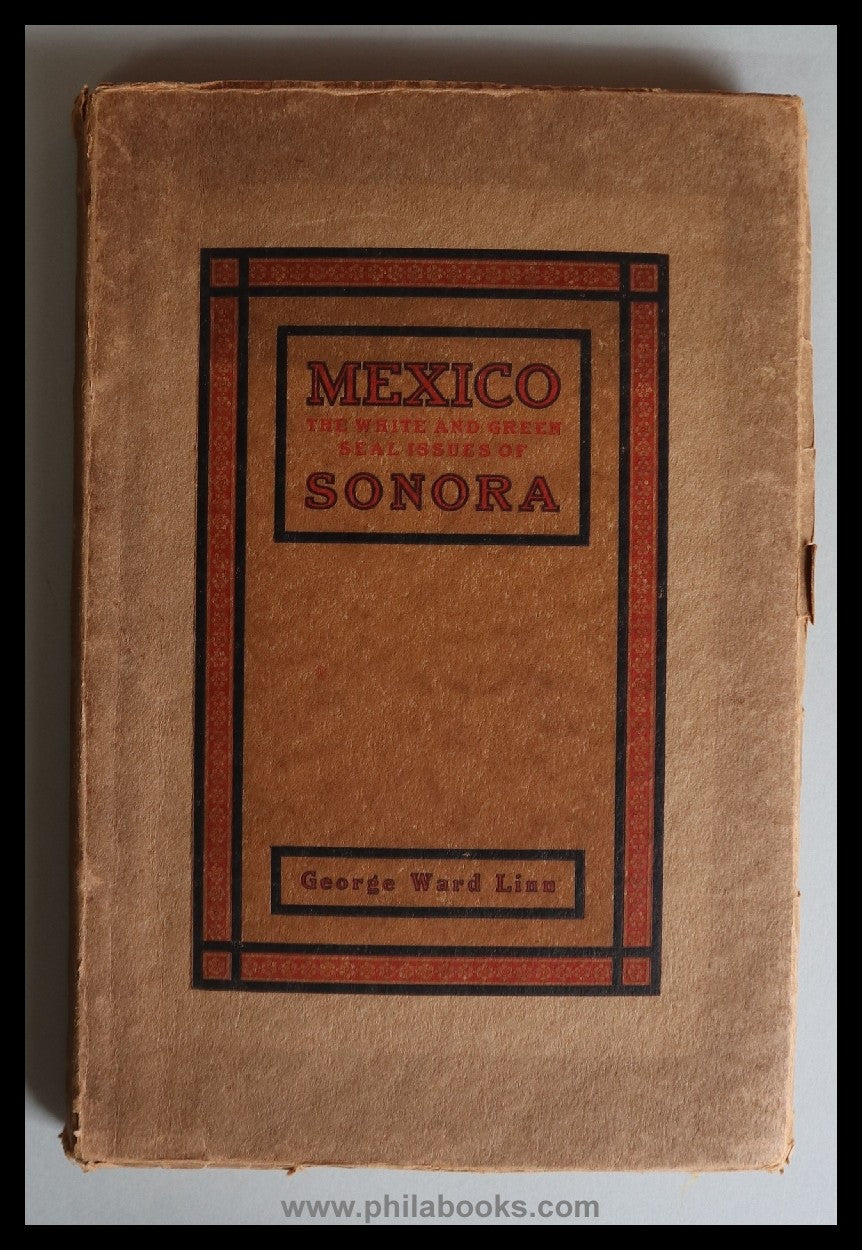 MEXICO
THE WHITE AND GREEN
SEAL ISSUES OF
SONORA
George Ward Linn
www.philabooks.com